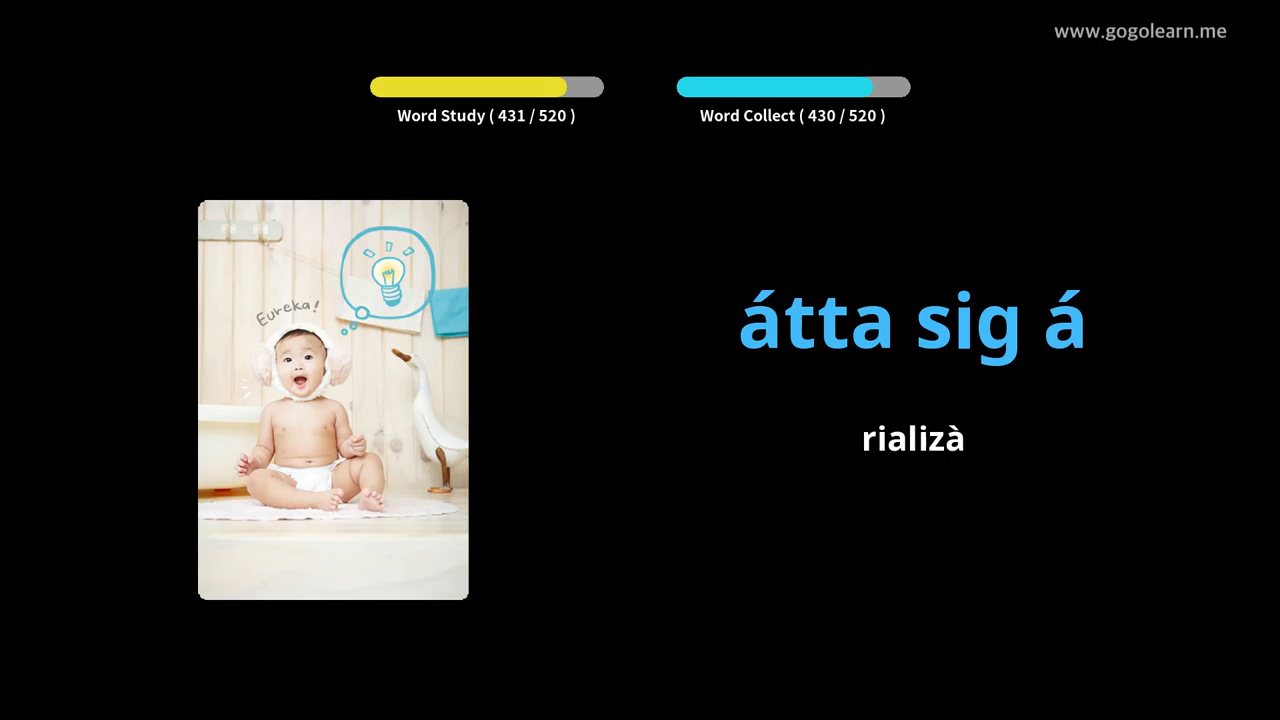 www.gogolearn.me
Word Study ( 431 / 520 )
Word Collect ( 430 / 520 )
Eureka!
átta sig á
rializà